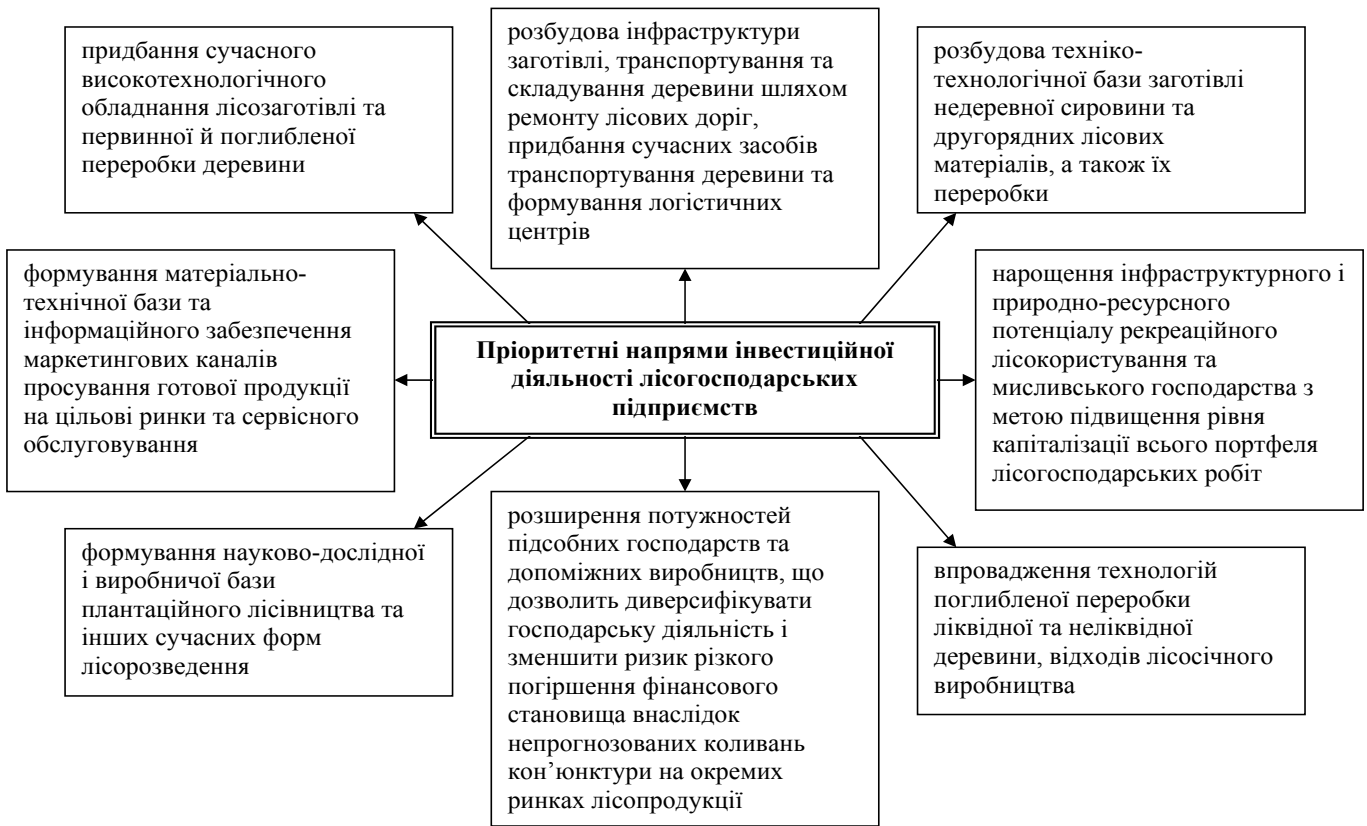 придбання сучасного
високотехнологічного
обладнання лісозаготівлі та
первинної й поглибленої
переробки деревини
розбудова інфраструктури
заготівлі, транспортування та
складування деревини шляхом
ремонту лісових доріг,
придбання сучасних засобів
транспортування деревини та
формування логістичних
центрів
розбудова техніко-
технологічної бази заготівлі
недеревної сировини та
другорядних лісових
матеріалів, а також їх
переробки
формування матеріально-
технічної бази та
інформаційного забезпечення
маркетингових каналів
просування готової продукції
на цільові ринки та сервісного
обслуговування
Пріоритетні напрями інвестиційної
діяльності лісогосподарських
підприємств
нарощення інфраструктурного і
природно-ресурсного
потенціалу рекреаційного
лісокористування та
мисливського господарства з
метою підвищення рівня
капіталізації всього портфеля
лісогосподарських робіт
формування науково-дослідної
і виробничої бази
плантаційного лісівництва та
інших сучасних форм
лісорозведення
розширення потужностей
підсобних господарств та
допоміжних виробництв, що
дозволить диверсифікувати
господарську діяльність і
зменшити ризик різкого
погіршення фінансового
становища внаслідок
непрогнозованих коливань
кон’юнктури на окремих
ринках лісопродукції
впровадження технологій
поглибленої переробки
ліквідної та неліквідної
деревини, відходів лісосічного
виробництва